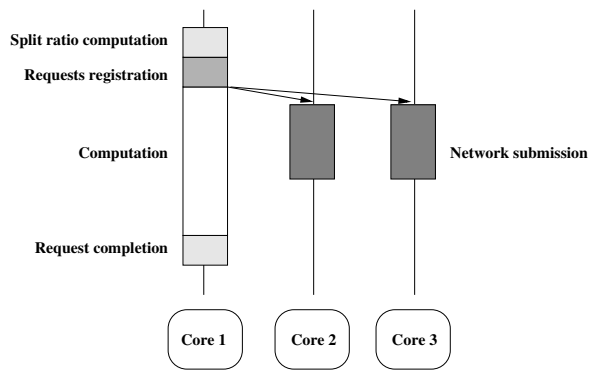 Split ratio computation
Requests registration
Computation
Network submission
Request completion
Core 1
Core 2
Core 3